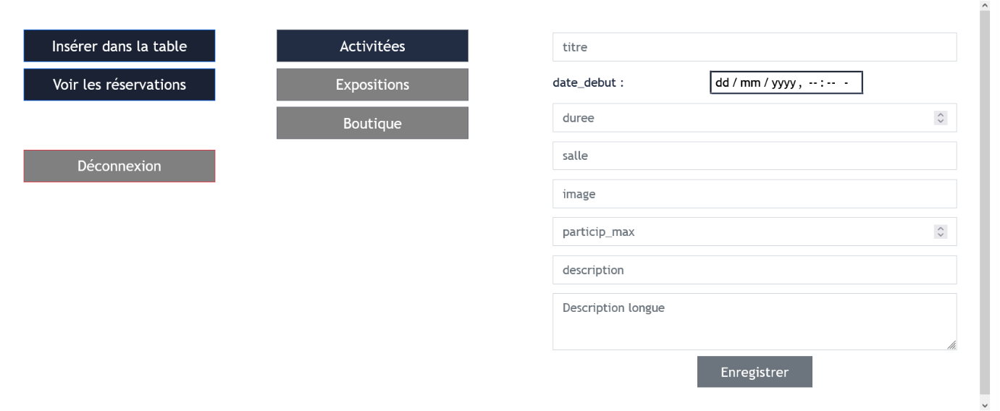 Insérer dans la table
Voir les réservations
Déconnexion
Activitées
Expositions
Boutique
titre
date_debut :
dd / mm / yyyy , -- : -- -
duree
salle
image
particip_max
description
Description longue
Enregistrer